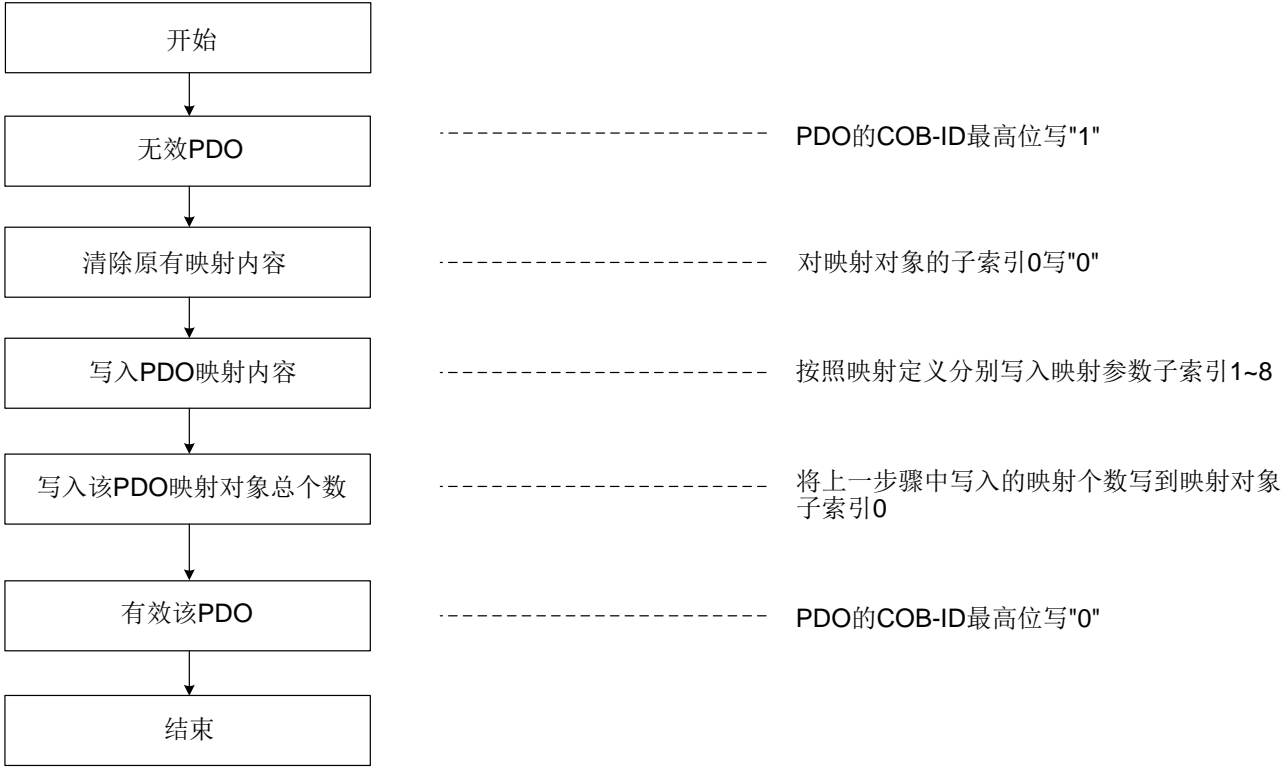 开始
无效PDO
PDO的COB-ID最高位写"1"
清除原有映射内容
对映射对象的子索引0写"0"
写入PDO映射内容
按照映射定义分别写入映射参数子索引1~8
写入该PDO映射对象总个数
将上一步骤中写入的映射个数写到映射对象
子索引0
有效该PDO
PDO的COB-ID最高位写"0"
结束